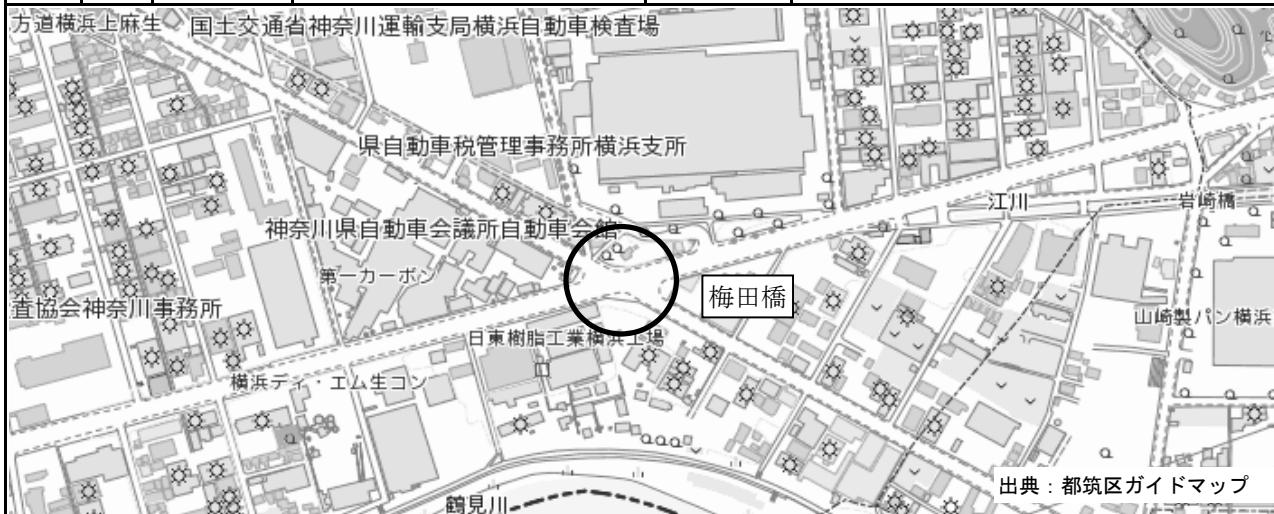 方道横浜上麻生
国土交通省神奈川運輸支局横浜自動車検査場
県自動車税管理事務所横浜支所
江川
岩崎橋
神奈川県自動車会議所自動車会館
第一カーボン
梅田橋
査協会神奈川事務所
山崎製パン横浜
日東樹脂工業横浜工場
横浜ディ・エム生コン
出典：都筑区ガイドマップ
鶴見川